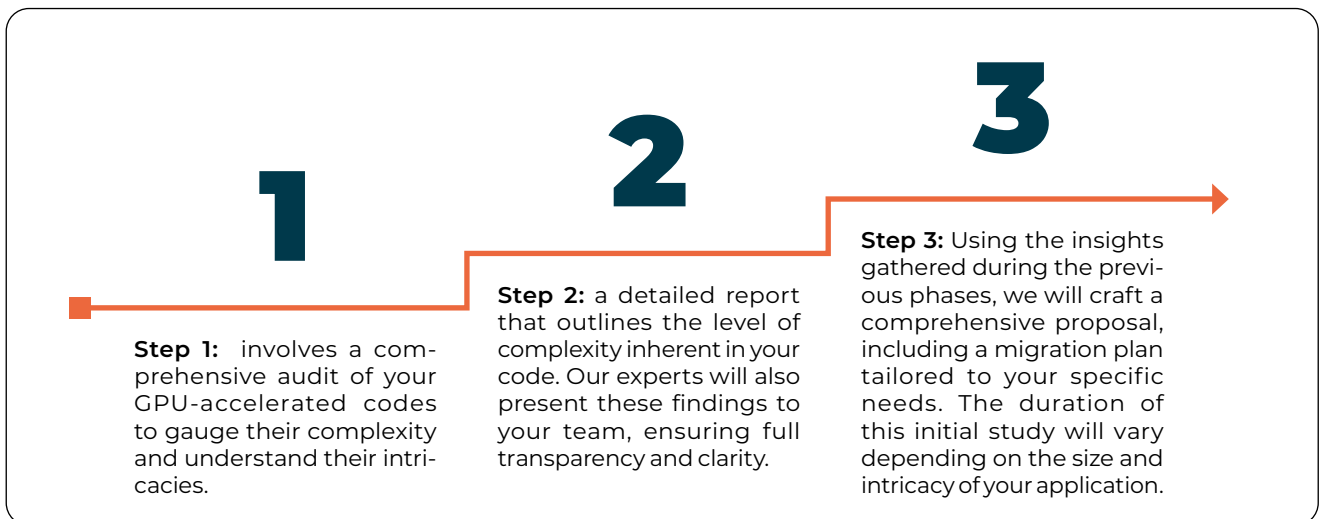 1
Step 1: involves a com-
prehensive audit of your
GPU-accelerated codes
to gauge their complexity
and understand their intri-
cacies.
2
Step 2: a detailed report
that outlines the level of
complexity inherent in your
code. Our experts will also
present these findings to
your team, ensuring full
transparency and clarity.
3
Step 3: Using the insights
gathered during the previ-
ous phases, we will craft a
comprehensive proposal,
including a migration plan
tailored to your specific
needs. The duration of
this initial study will vary
depending on the size and
intricacy of your application.